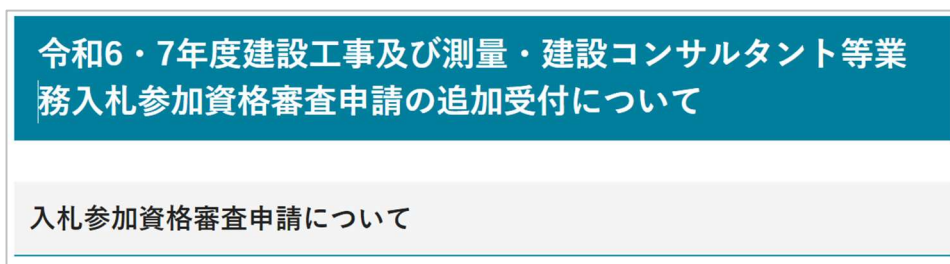 令和6・7年度建設工事及び測量・建設コンサルタント等業
務入札参加資格審査申請の追加受付について
入札参加資格審査申請について